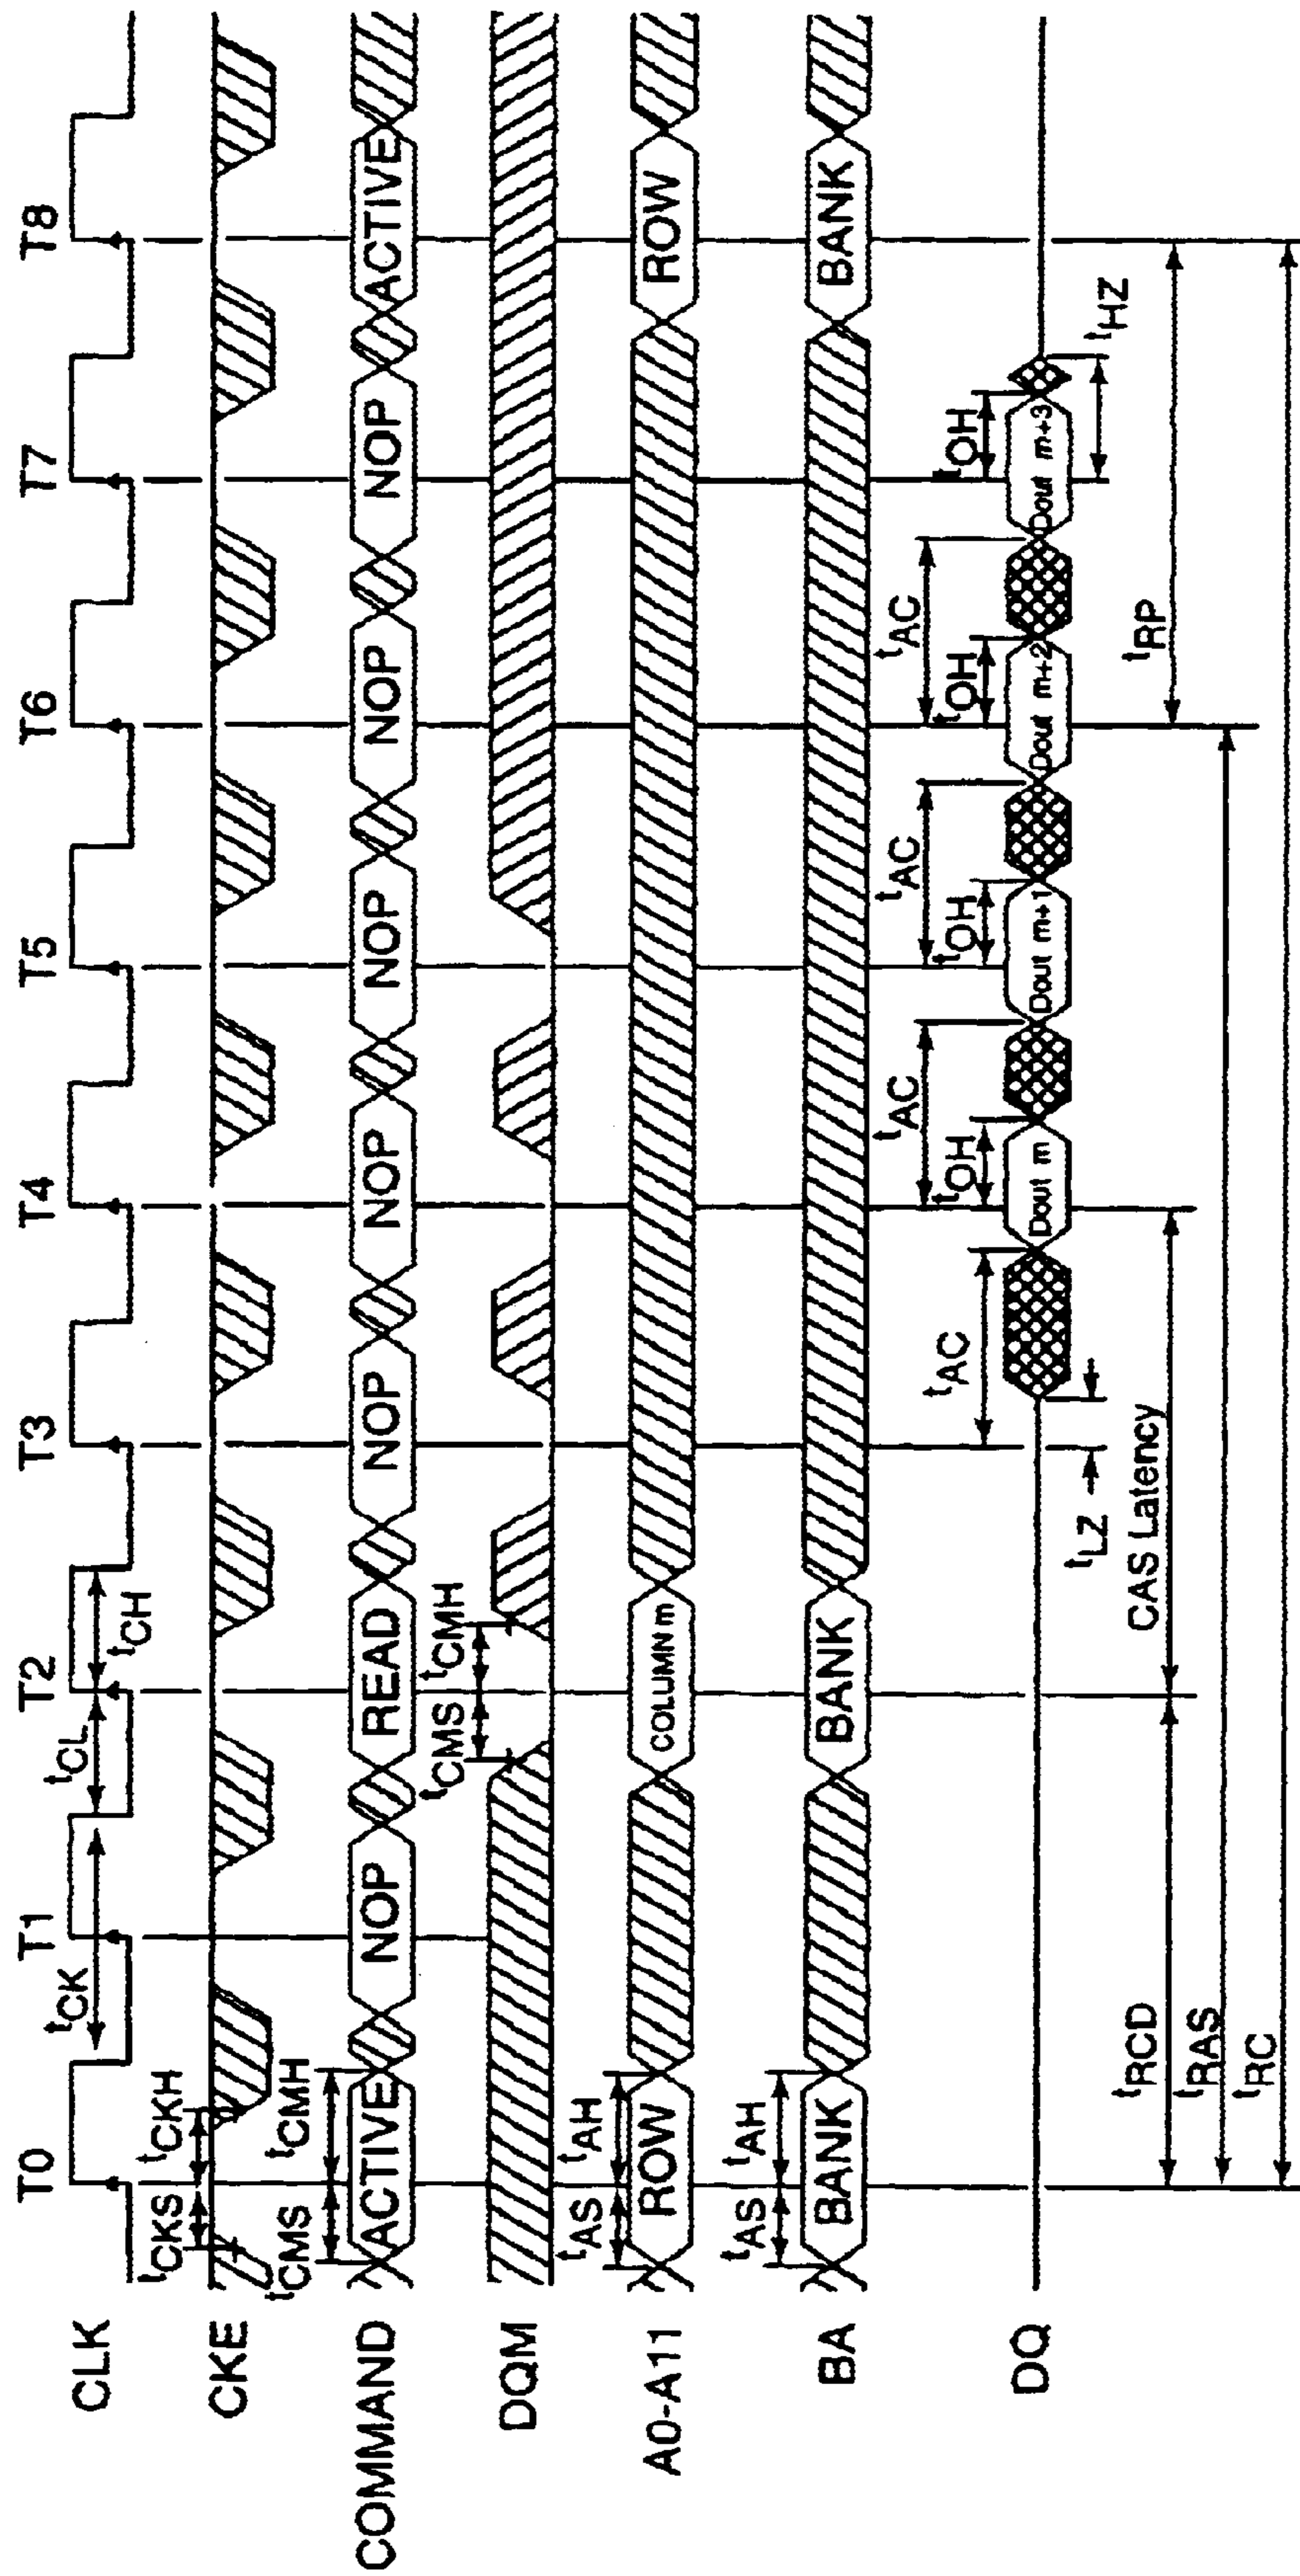 T0 T1 T2 T3 T4 T5 T6 T7 T8
CLK
tCK tCL tCH
tCKS tCKH
CKE
tCMS tCMH
COMMAND ACTIVE NOP READ NOP NOP NOP NOP NOP ACTIVE
tCMS tCMH
DQM
tAS tAH
A0-A11 ROW COLUMN m ROW
tAS tAH
BA BANK BANK BANK
tAC tAC tAC
tAC tOH tOH tOH tOH
DQ Dout m Dout m+1 Dout m+2 Dout m+3
tLZ tHZ
tRCD CAS Latency tRP
tRAS
tRC